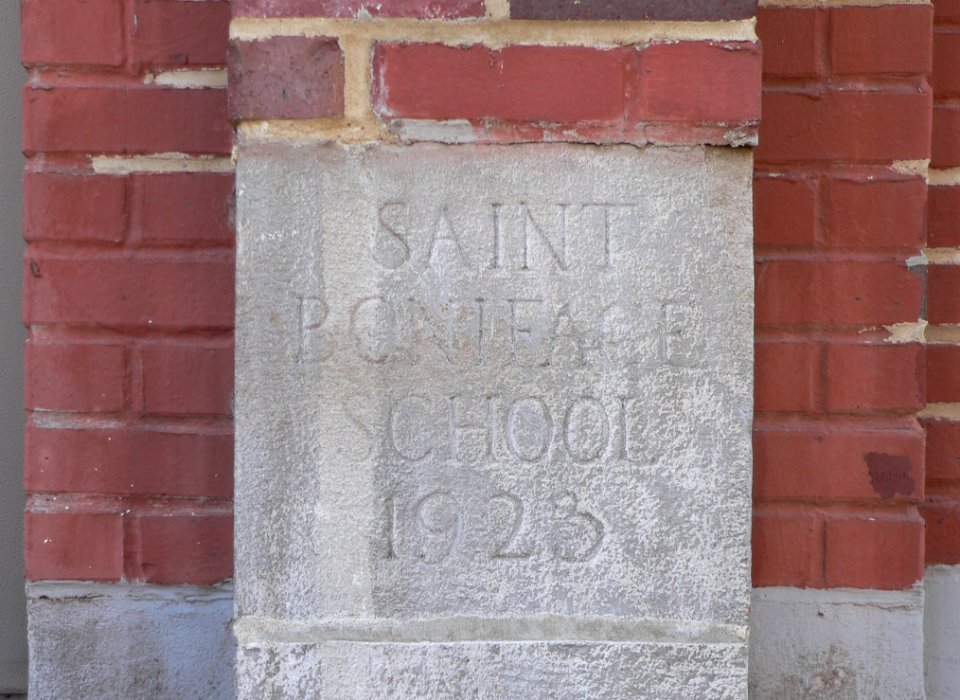 SAINT
BONIFACE
SCHOOL
1923